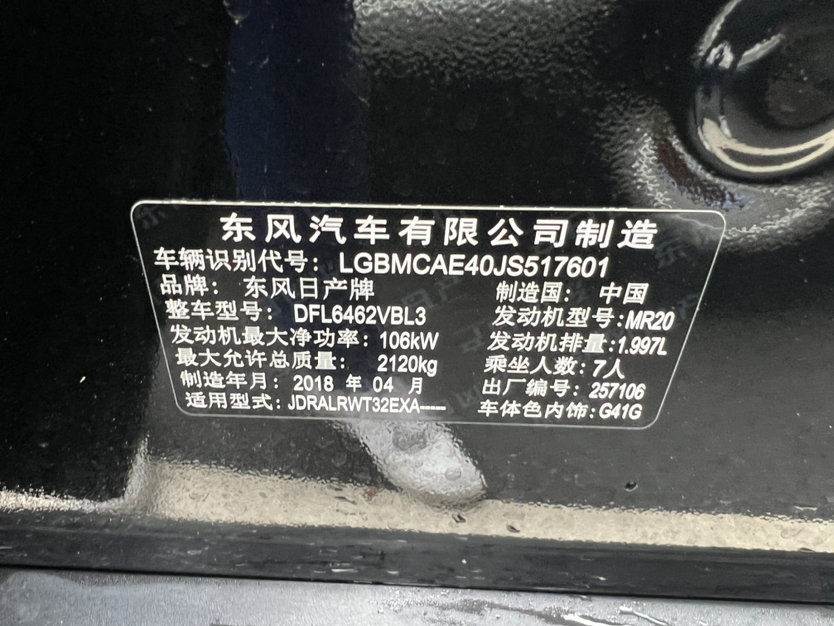 东风汽车有限公司制造
车辆识别代号：LGBMCAE40JS517601
品牌：东风日产牌 制造国：中国
整车型号：DFL6462VBL3 发动机型号：MR20
发动机最大净功率：106kW 发动机排量：1.997L
最大允许总质量：2120kg 乘坐人数：7人
制造年月：2018 年 04 月 出厂编号：257106
适用型式：JDRALRWT32EXA----- 车体色内饰：G41G